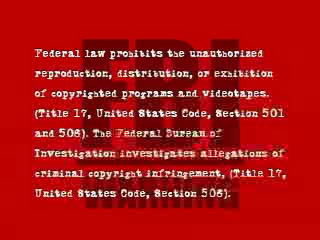 FBI
Federal law prohibits the unauthorized
reproduction, distribution, or exhibition
of copyrighted programs and videotapes.
(Title 17, United States Code, Section 501
and 506). The Federal Bureau of
Investigation investigates allegations of
criminal copyright infringement, (Title 17,
United States Code, Section 506).
WARNING